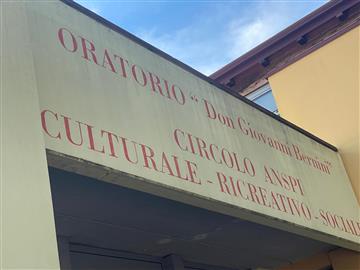 ORATORIO "Don Giovanni Bernini"
CIRCOLO ANSPI
CULTURALE - RICREATIVO - SOCIALE